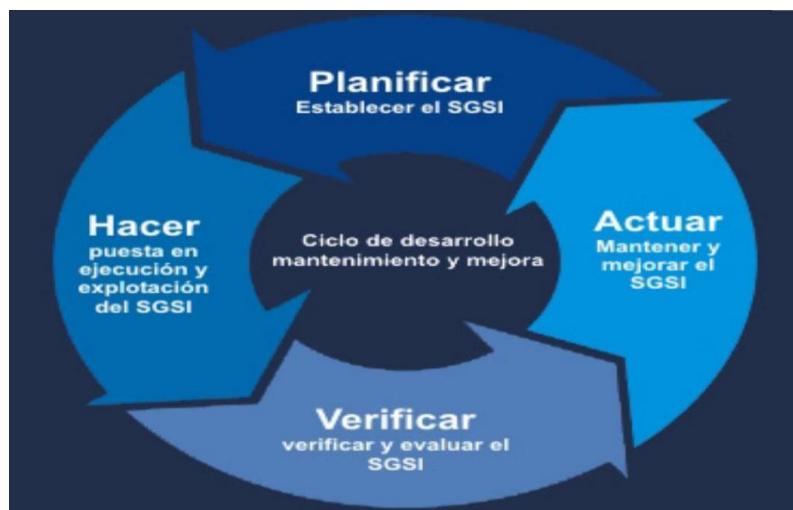 Planificar
Establecer el SGSI
Hacer
puesta en
ejecución y
explotación
del SGSI
Ciclo de desarrollo
mantenimiento y mejora
Actuar
Mantener y
mejorar el
SGSI
Verificar
verificar y evaluar el
SGSI